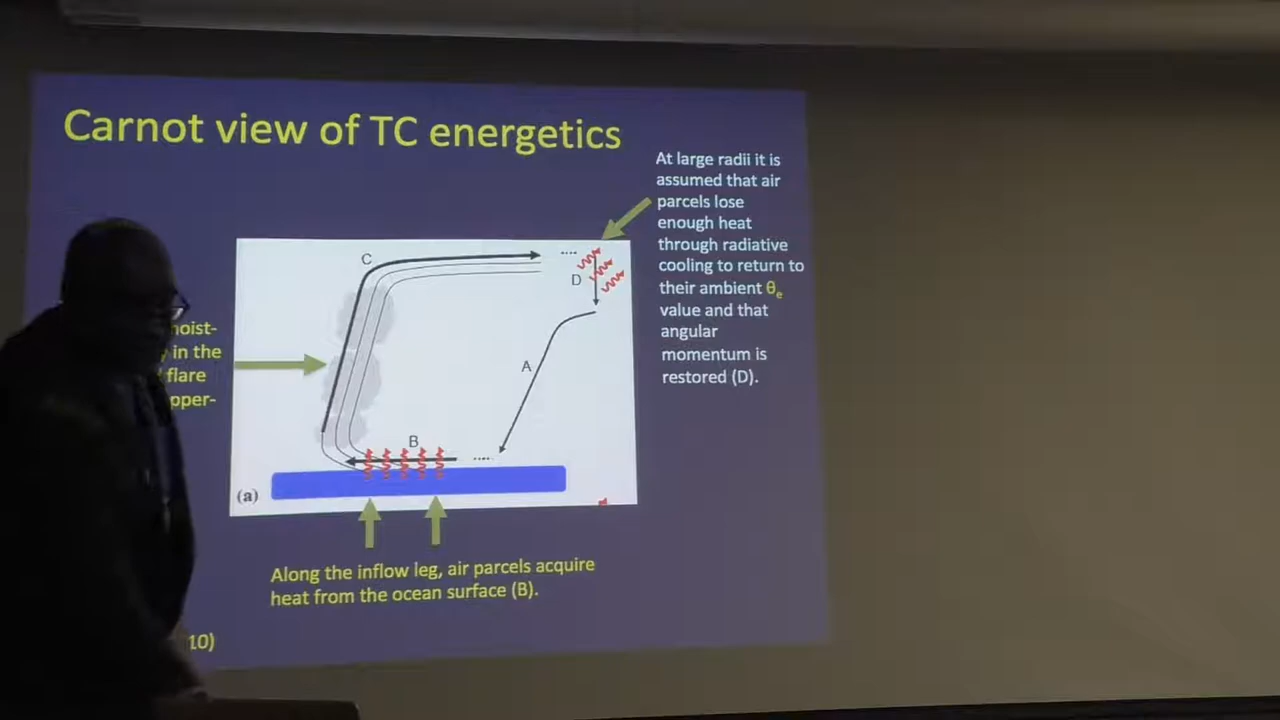 Carnot view of TC energetics
At large radii it is
assumed that air
parcels lose
enough heat
through radiative
cooling to return to
their ambient θe
value and that
angular
momentum is
restored (D).
C
D
A
B
(a)
in the
flare
Along the inflow leg, air parcels acquire
heat from the ocean surface (B).
10)